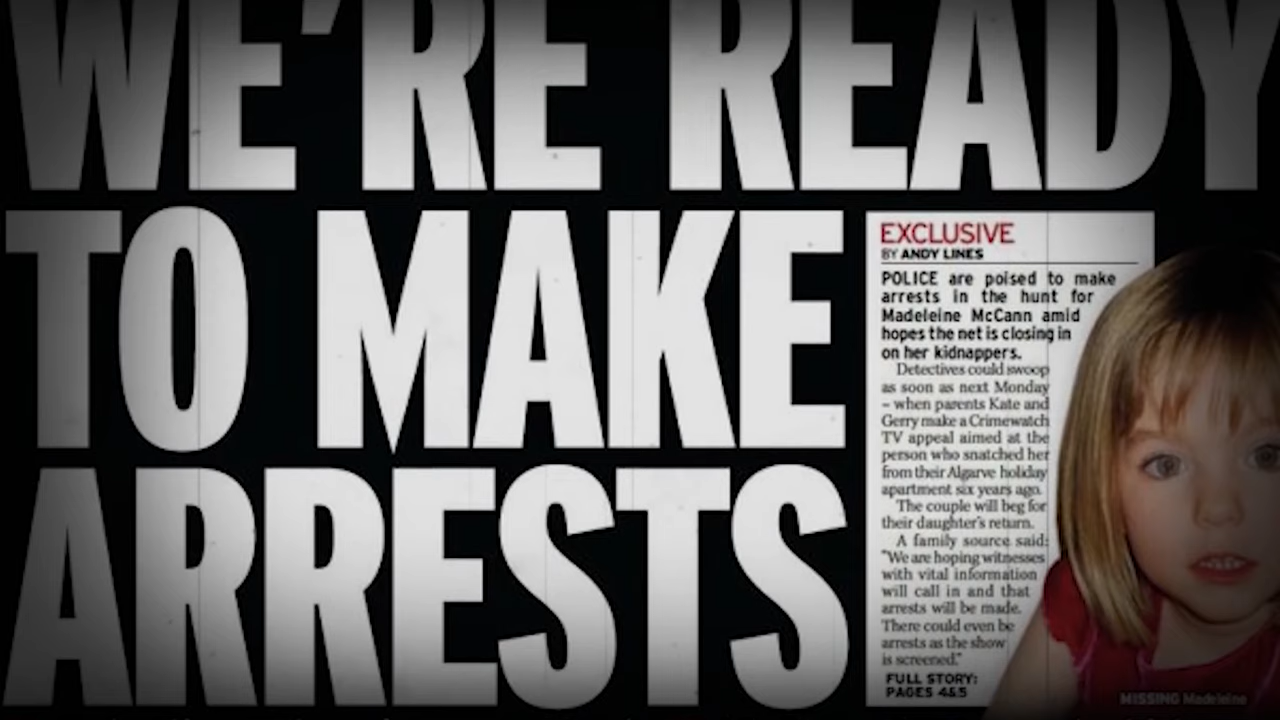 WE'RE READY
TO MAKE
ARRESTS
EXCLUSIVE
BY ANDY LINES
POLICE are poised to make
arrests in the hunt for
Madeleine McCann amid
hopes the net is closing in
on her kidnappers.
Detectives could swoop
as soon as next Monday
– when parents Kate and
Gerry make a Crimewatch
TV appeal aimed at the
person who snatched her
from their Algarve holiday
apartment six years ago.
The couple will beg for
their daughter's return.
A family source said:
"We are hoping witnesses
with vital information
will call in and that
arrests will be made.
There could even be
arrests as the show
is screened."
FULL STORY:
PAGES 4&5
MISSING Madeleine